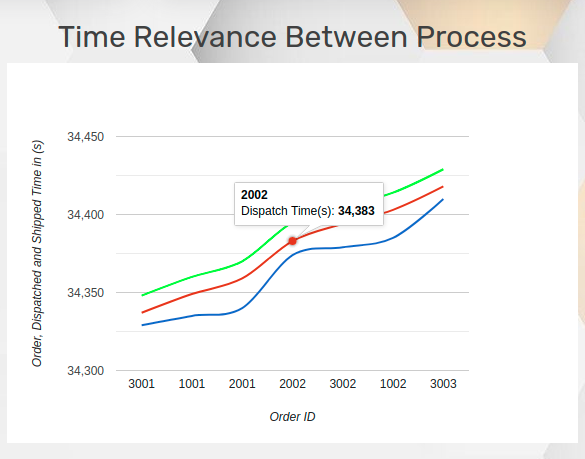 Time Relevance Between Process
Order, Dispatched and Shipped Time in (s)
34,450
34,400
34,350
34,300
2002
Dispatch Time(s): 34,383
3001 1001 2001 2002 3002 1002 3003
Order ID